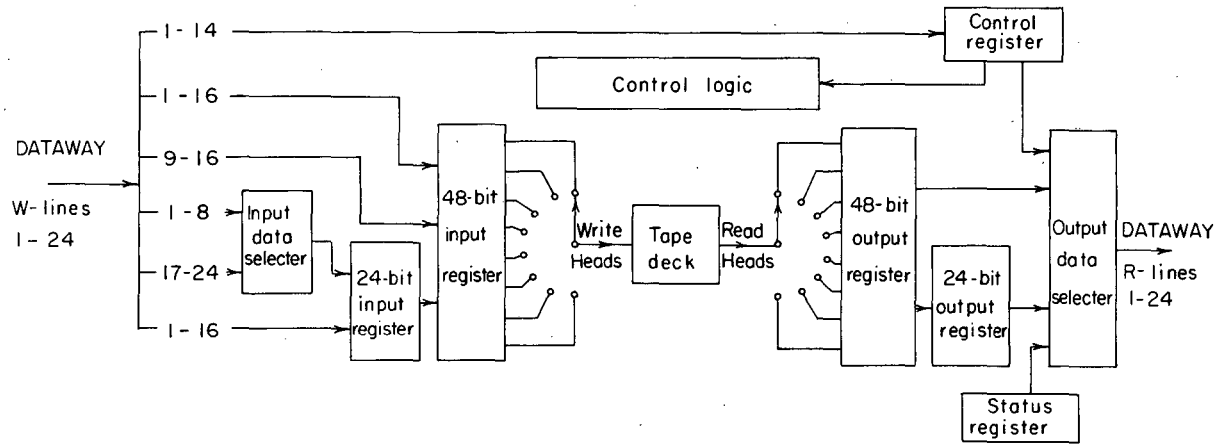 1-14
Control
register
Control logic
1-16
DATAWAY
W-lines
1-24
9-16
1-8
17-24
1-16
Input
data
selecter
24-bit
input
register
48-bit
input
register
Write
Heads
Tape
deck
Read
Heads
48-bit
output
register
24-bit
output
register
Output
data
selecter
DATAWAY
R-lines
1-24
Status
register